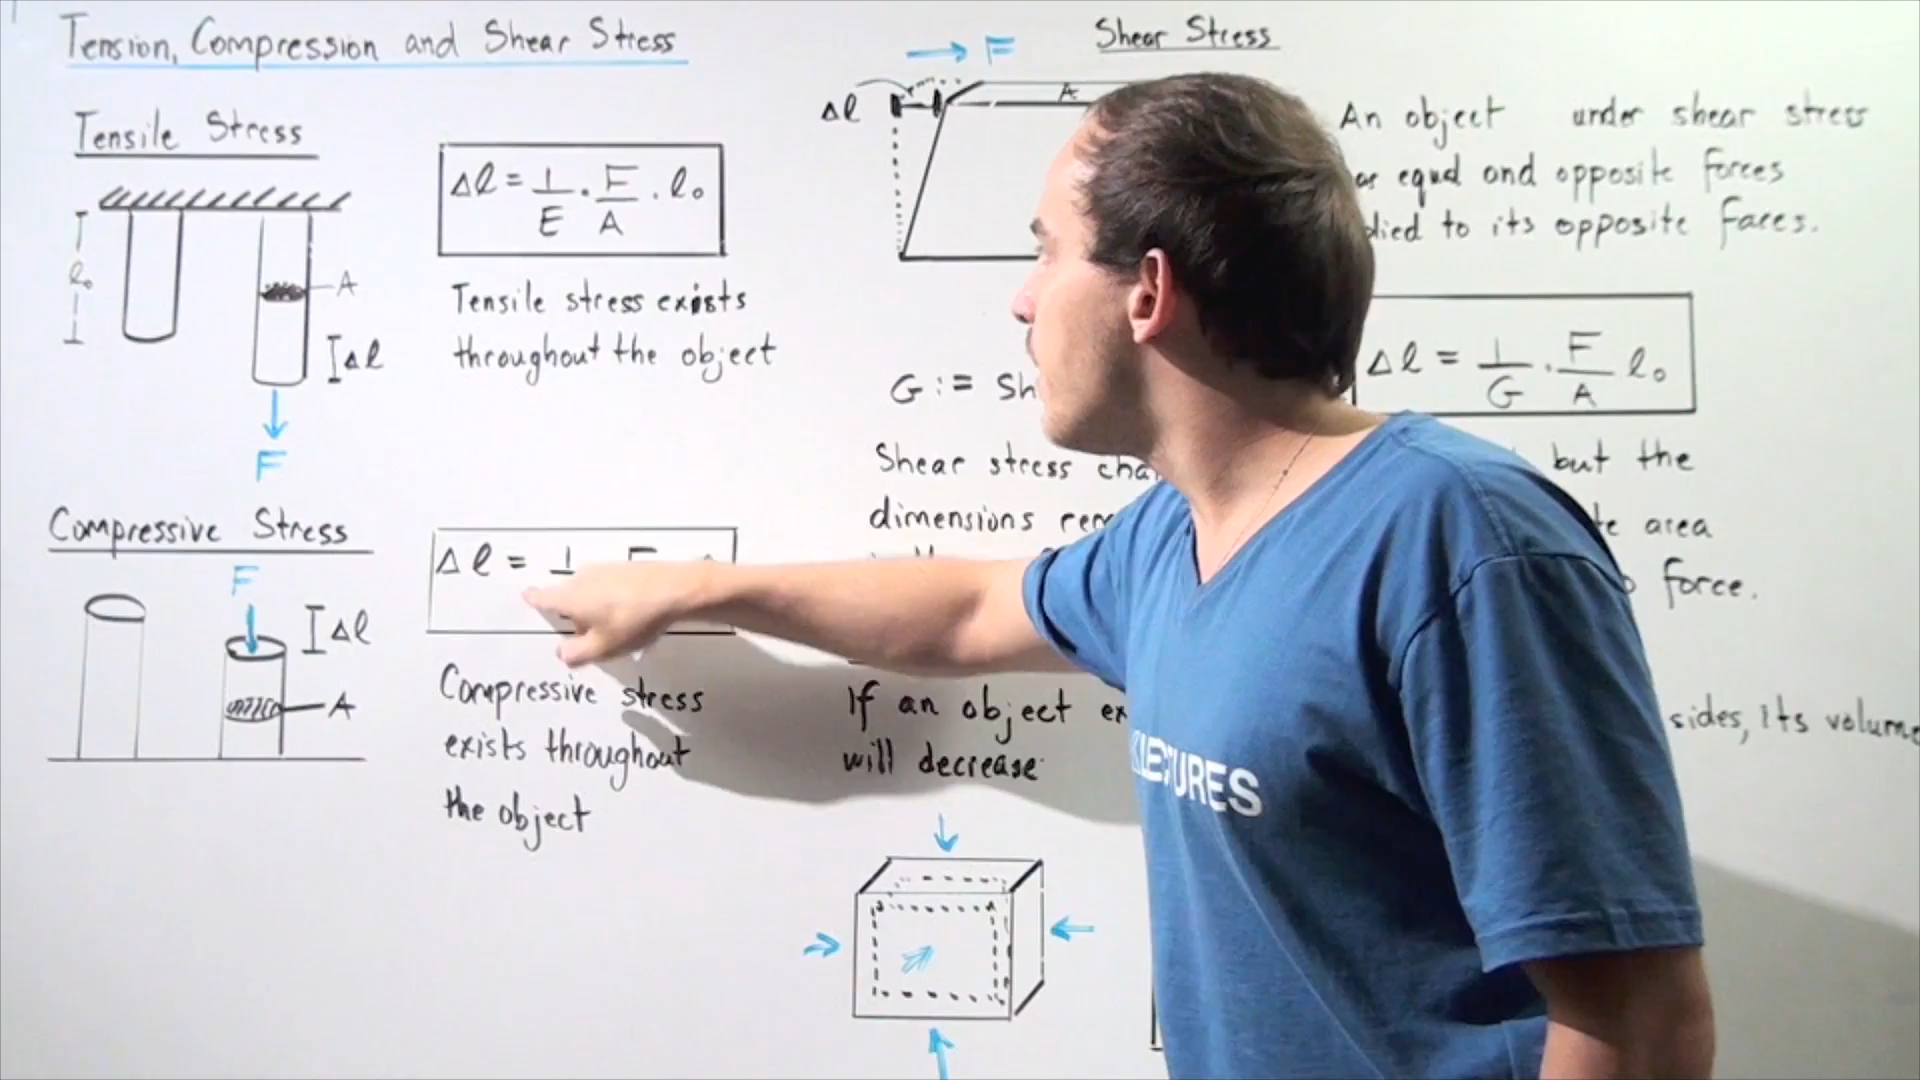 Tension, Compression and Shear Stress
Tensile Stress
l₀
A
Δl
F
Δl = 1/E · F/A · l₀
Tensile stress exists
throughout the object
Compressive Stress
F
Δl
A
Δl = 1
Compressive stress
exists throughout
the object
Shear Stress
F
Δl
A
An object under shear stress
equal and opposite forces
to its opposite faces.
G :=
Δl = 1/G · F/A l₀
Shear stress but the
dimensions area
force.
If an object sides, its volume
will decrease
LECTURES